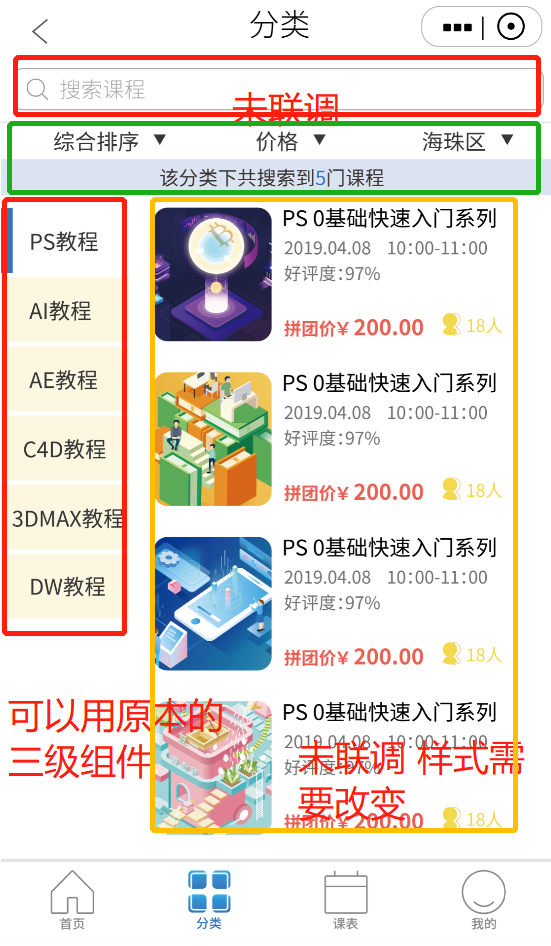 分类
搜索课程
未联调
综合排序 ▼ 价格 ▼ 海珠区 ▼
该分类下共搜索到5门课程
PS教程
AI教程
AE教程
C4D教程
3DMAX教程
DW教程
PS 0基础快速入门系列
2019.04.08 10:00-11:00
好评度:97%
拼团价¥ 200.00 18人
PS 0基础快速入门系列
2019.04.08 10:00-11:00
好评度:97%
拼团价¥ 200.00 18人
PS 0基础快速入门系列
2019.04.08 10:00-11:00
好评度:97%
拼团价¥ 200.00 18人
PS 0基础快速入门系列
2019.04.08 10:00-11:00
好评度:97%
拼团价¥ 200.00 18人
可以用原本的
三级组件
未联调 样式需
要改变
首页 分类 课表 我的